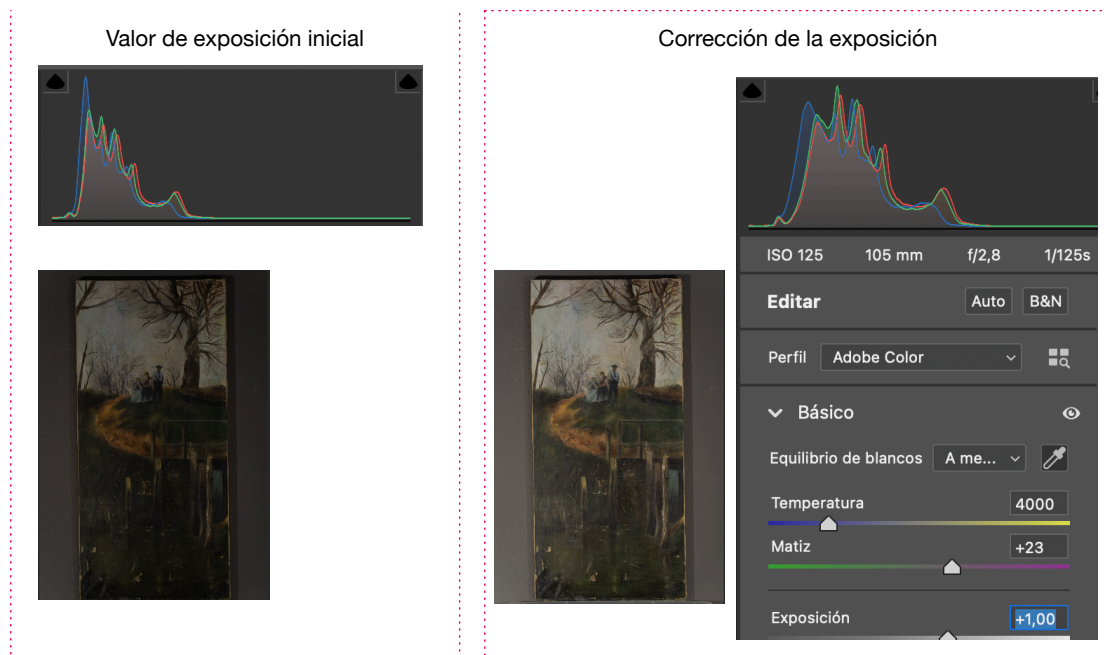 Valor de exposición inicial
Corrección de la exposición
ISO 125 105 mm f/2,8 1/125s
Editar Auto B&N
Perfil Adobe Color
Básico
Equilibrio de blancos A me...
Temperatura 4000
Matiz +23
Exposición +1,00